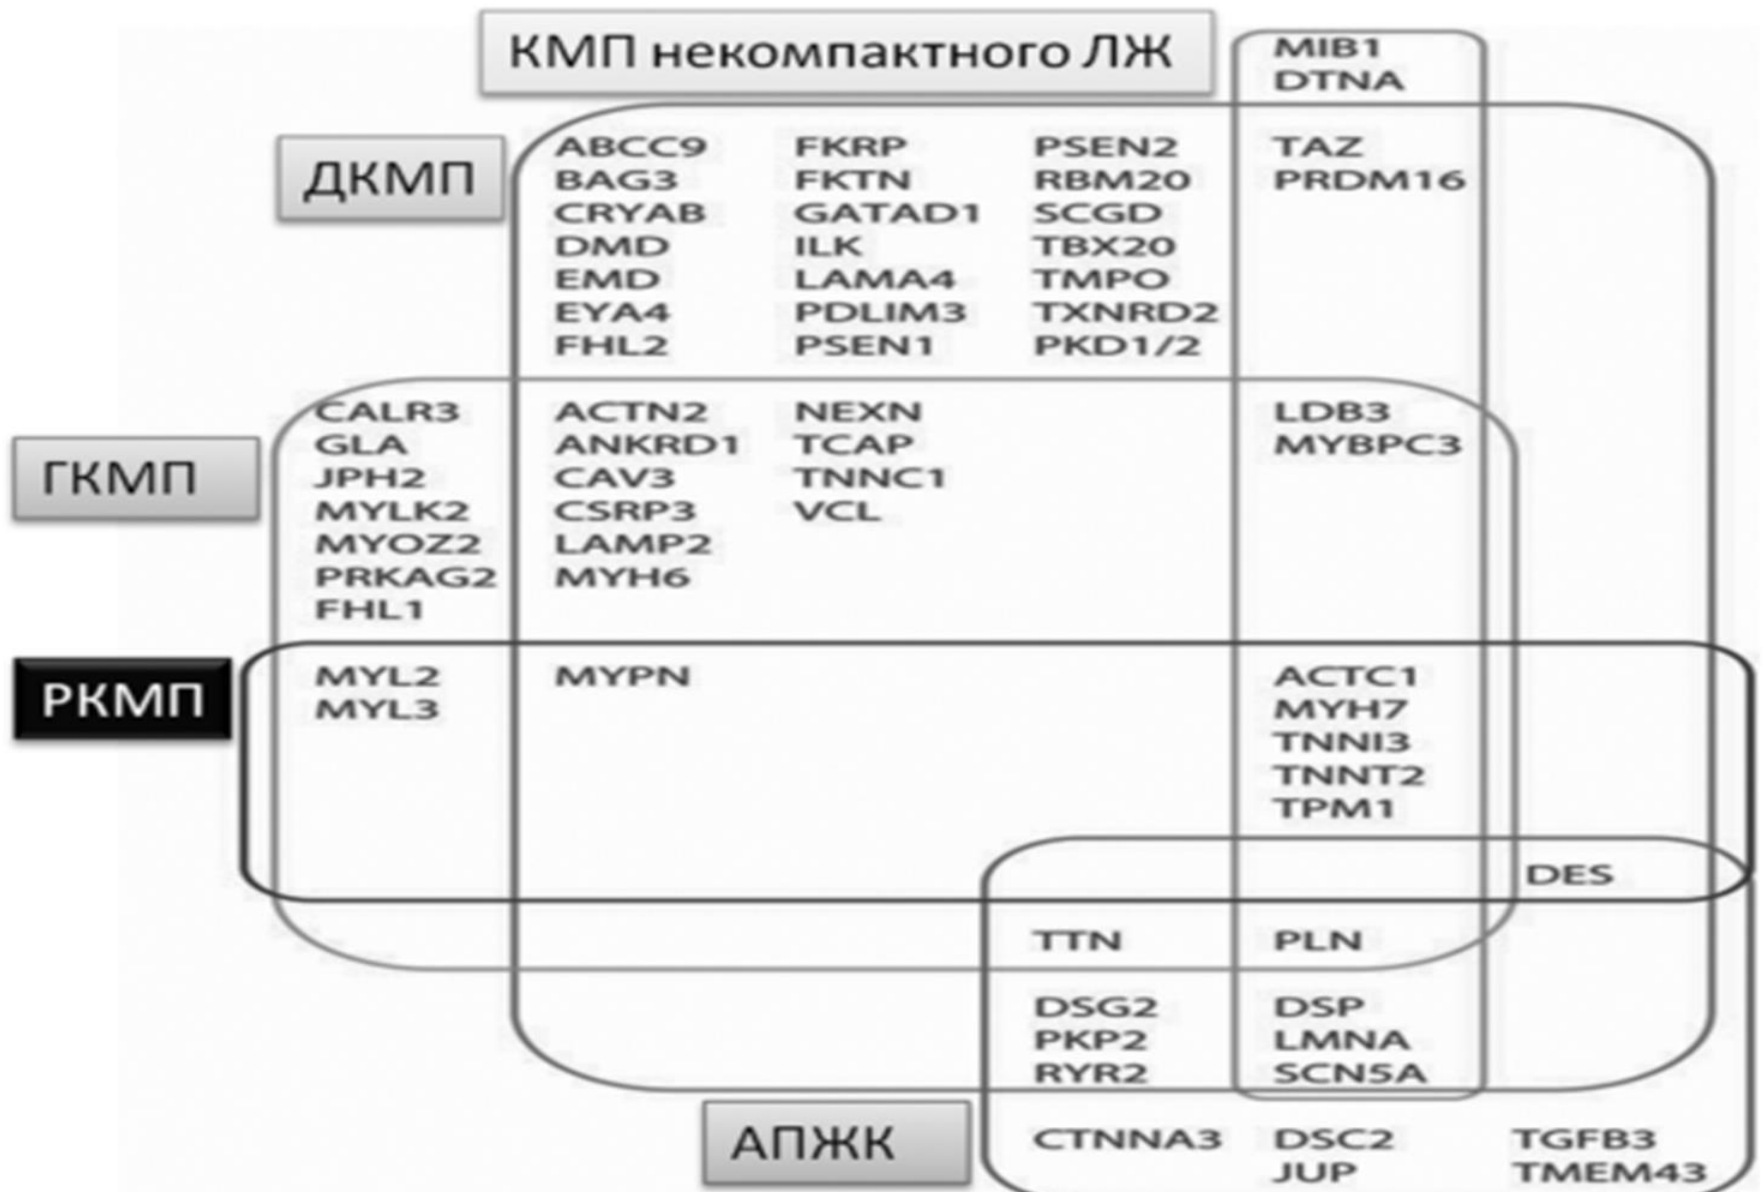 КМП некомпактного ЛЖ
MIB1
DTNA
ДКМП
ABCC9 FKRP PSEN2 TAZ
BAG3 FKTN RBM20 PRDM16
CRYAB GATAD1 SCGD
DMD ILK TBX20
EMD LAMA4 TMPO
EYA4 PDLIM3 TXNRD2
FHL2 PSEN1 PKD1/2
ГКМП
CALR3 ACTN2 NEXN LDB3
GLA ANKRD1 TCAP MYBPC3
JPH2 CAV3 TNNC1
MYLK2 CSRP3 VCL
MYOZ2 LAMP2
PRKAG2 MYH6
FHL1
РКМП
MYL2 MYPN ACTC1
MYL3 MYH7
TNNI3
TNNT2
TPM1
DES
TTN PLN
DSG2 DSP
PKP2 LMNA
RYR2 SCN5A
АПЖК
CTNNA3 DSC2 TGFB3
JUP TMEM43